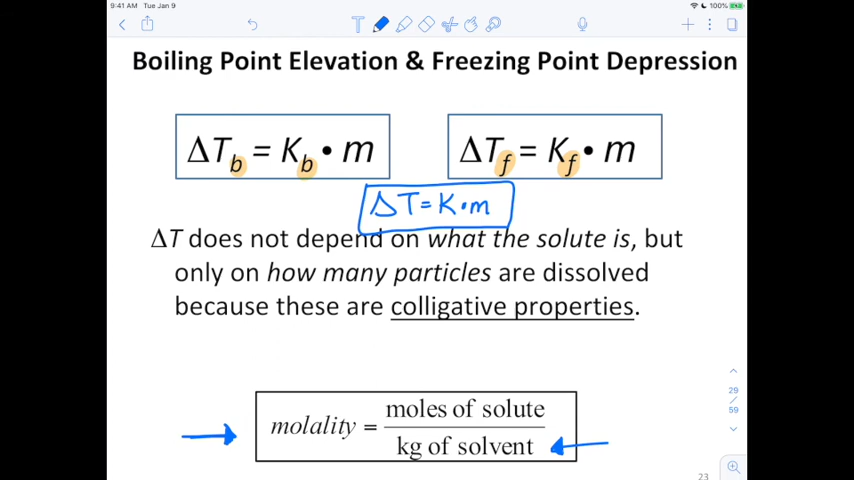 9:41 AM Tue Jan 9
100%
T
Boiling Point Elevation & Freezing Point Depression
ΔT_b = K_b • m
ΔT_f = K_f • m
ΔT = K•m
ΔT does not depend on what the solute is, but
only on how many particles are dissolved
because these are colligative properties.
29
/
59
molality = moles of solute / kg of solvent
23